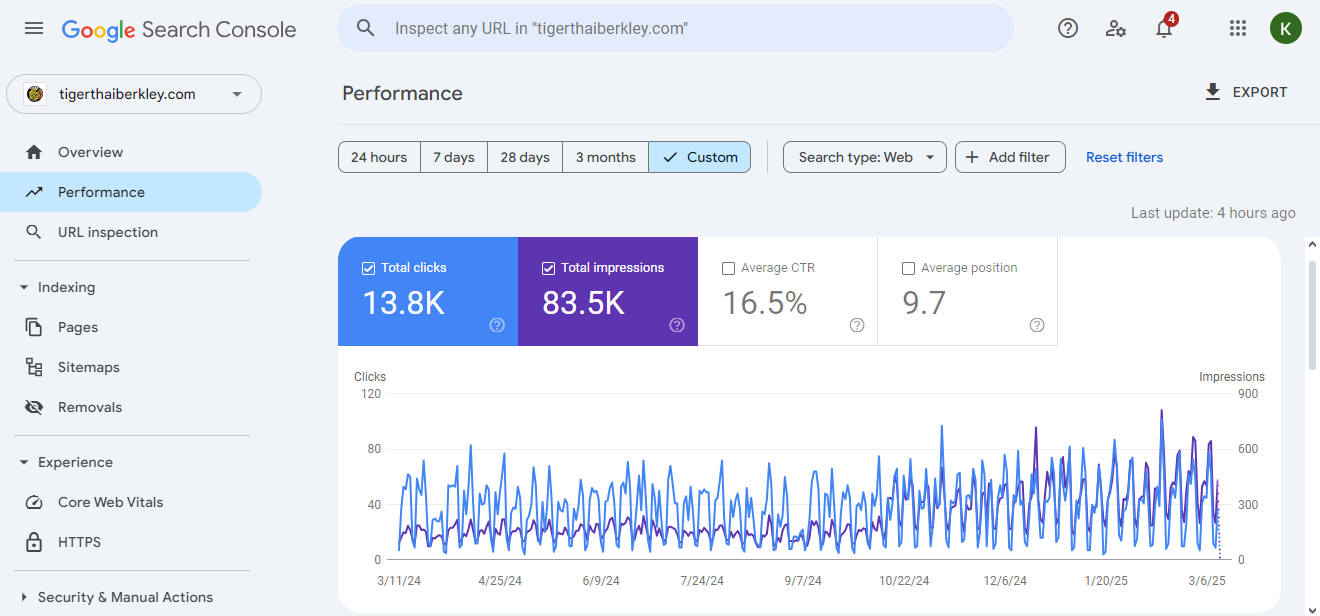 Google Search Console
Inspect any URL in "tigerthaiberkley.com"
4
K
tigerthaiberkley.com
Overview
Performance
URL inspection
Indexing
Pages
Sitemaps
Removals
Experience
Core Web Vitals
HTTPS
Security & Manual Actions
Performance
EXPORT
24 hours
7 days
28 days
3 months
Custom
Search type: Web
Add filter
Reset filters
Last update: 4 hours ago
Total clicks
13.8K
Total impressions
83.5K
Average CTR
16.5%
Average position
9.7
Clicks
Impressions
120
80
40
0
900
600
300
0
3/11/24
4/25/24
6/9/24
7/24/24
9/7/24
10/22/24
12/6/24
1/20/25
3/6/25